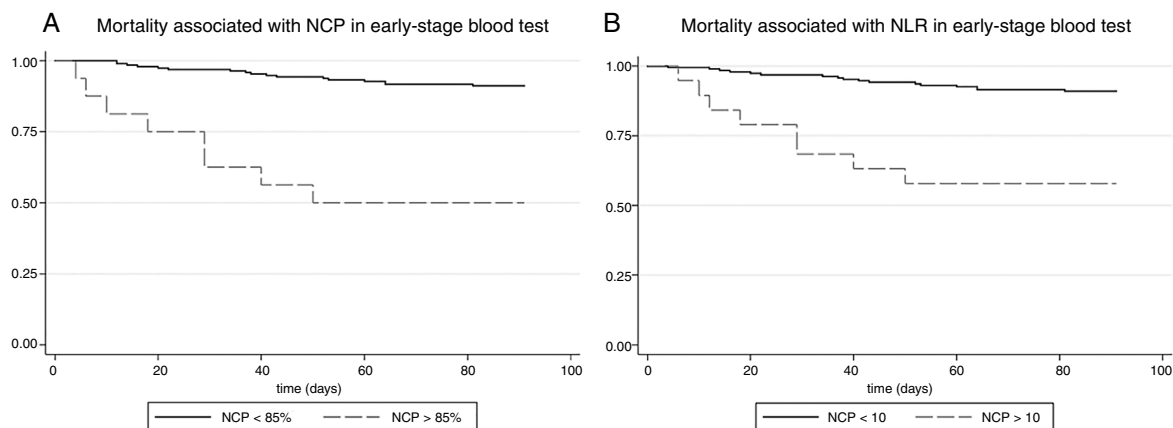 A
Mortality associated with NCP in early-stage blood test
1.00
0.75
0.50
0.25
0.00
0 20 40 60 80 100
time (days)
NCP < 85% NCP > 85%
B
Mortality associated with NLR in early-stage blood test
1.00
0.75
0.50
0.25
0.00
0 20 40 60 80 100
time (days)
NCP < 10 NCP > 10